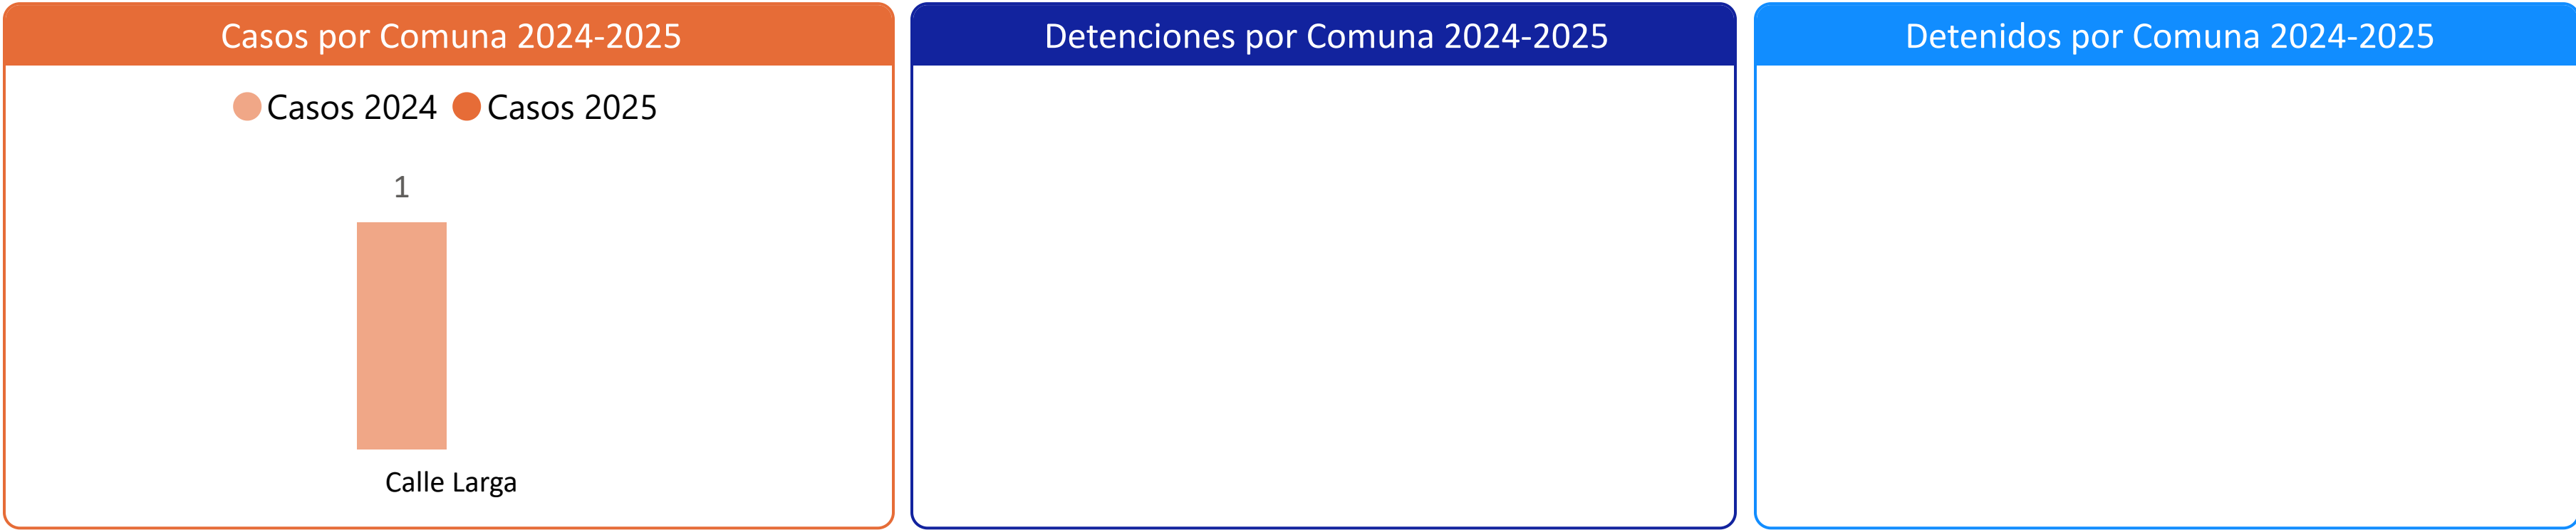 Casos por Comuna 2024-2025
Casos 2024 Casos 2025
1
Calle Larga
Detenciones por Comuna 2024-2025
Detenidos por Comuna 2024-2025